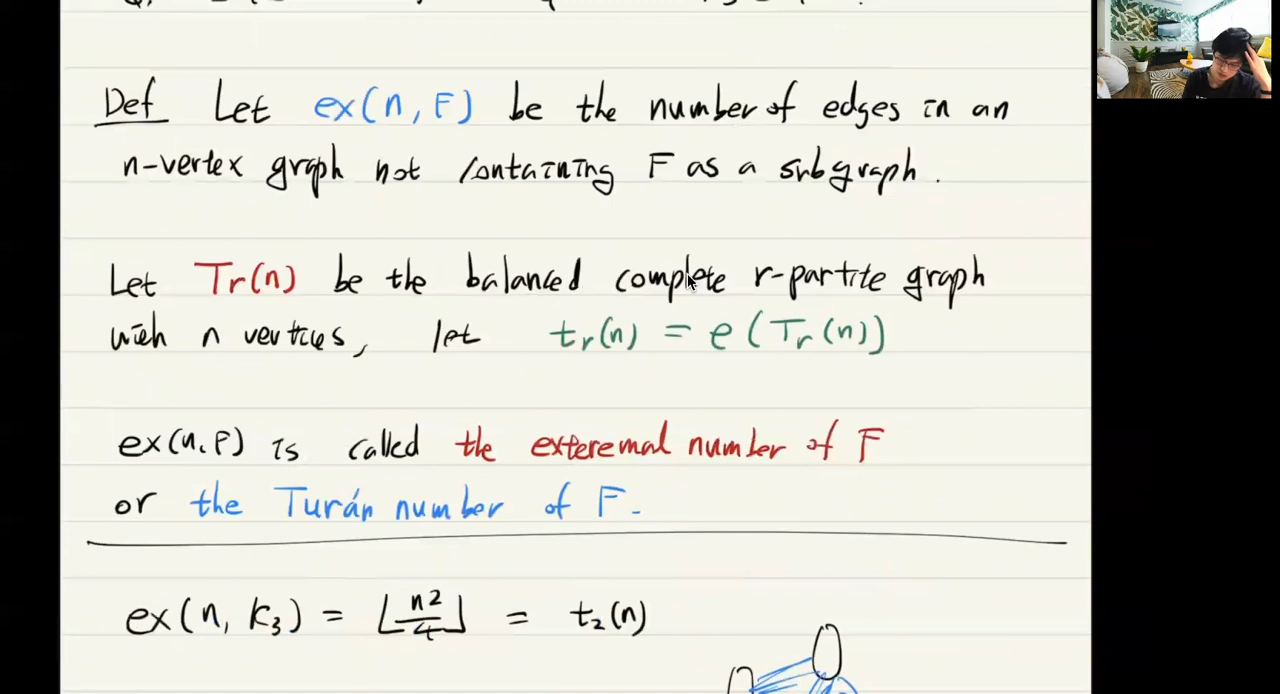 Def Let ex(n, F) be the number of edges in an
n-vertex graph not containing F as a subgraph.
Let Tr(n) be the balanced complete r-partite graph
with n vertices, let tr(n) = e(Tr(n))
ex(n, F) is called the exteremal number of F
or the Turán number of F.
ex(n, K₃) = ⌊n²/4⌋ = t₂(n)